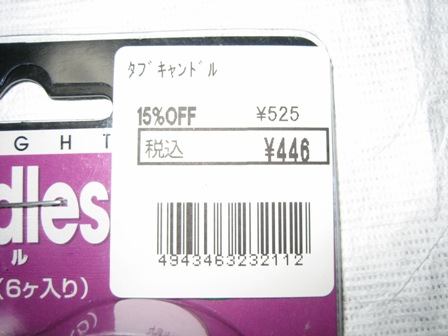 ﾀﾌﾞｷｬﾝﾄﾞﾙ
15%OFF ¥525
税込 ¥446
4943463232112
IGHT
dles
ル
(6ヶ入り)